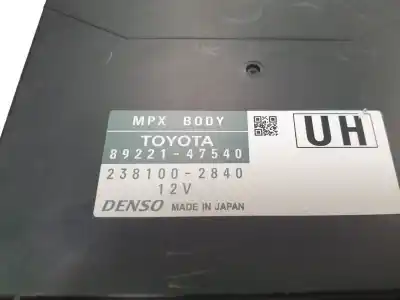 MPX BODY
TOYOTA
89221-47540
238100-2840
12V
DENSO MADE IN JAPAN
UH